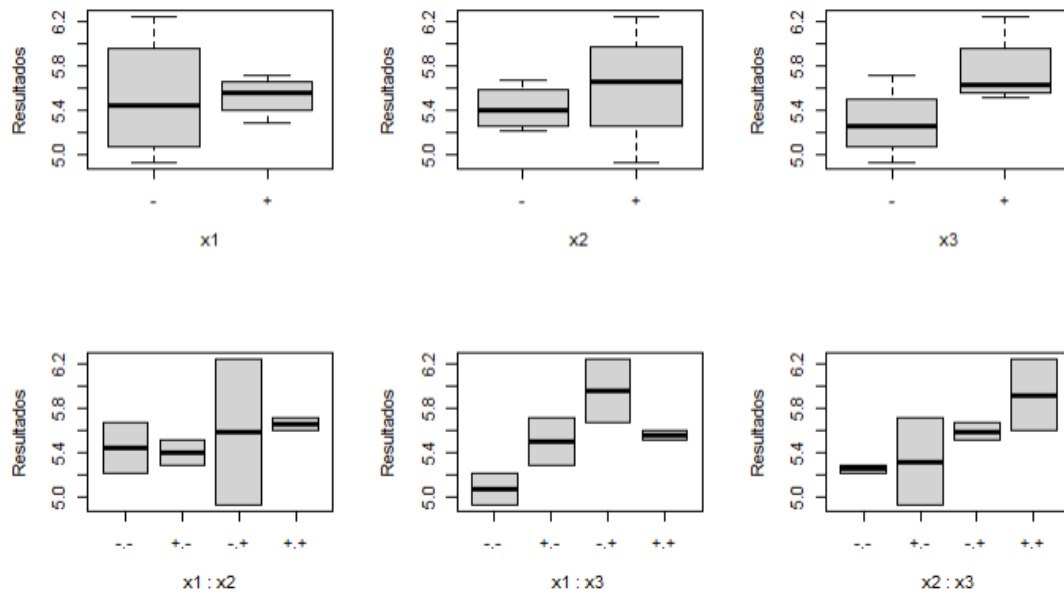 Resultados
5.0 5.4 5.8 6.2
- +
x1
Resultados
5.0 5.4 5.8 6.2
- +
x2
Resultados
5.0 5.4 5.8 6.2
- +
x3
Resultados
5.0 5.4 5.8 6.2
-.- +.- -.+ +.+
x1 : x2
Resultados
5.0 5.4 5.8 6.2
-.- +.- -.+ +.+
x1 : x3
Resultados
5.0 5.4 5.8 6.2
-.- +.- -.+ +.+
x2 : x3